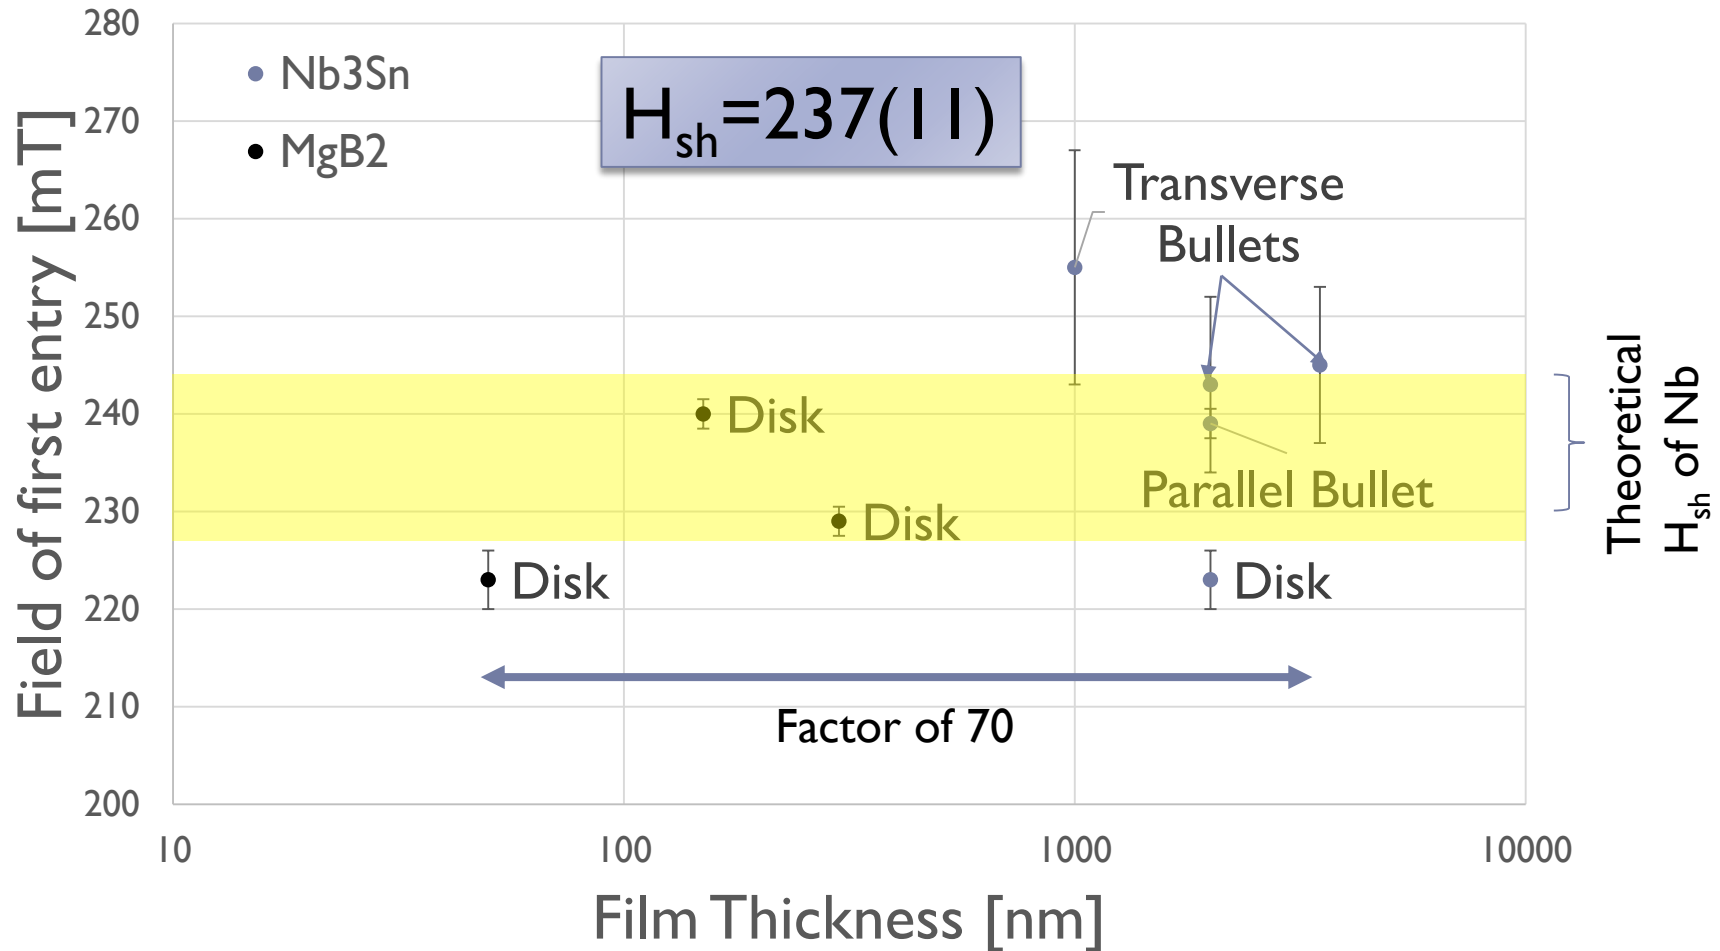 280
270
260
250
240
230
220
210
200
Field of first entry [mT]
Nb3Sn
MgB2
Hsh=237(11)
Transverse
Bullets
Disk
Parallel Bullet
Disk
Disk
Disk
Factor of 70
Theoretical
Hsh of Nb
10
100
1000
10000
Film Thickness [nm]